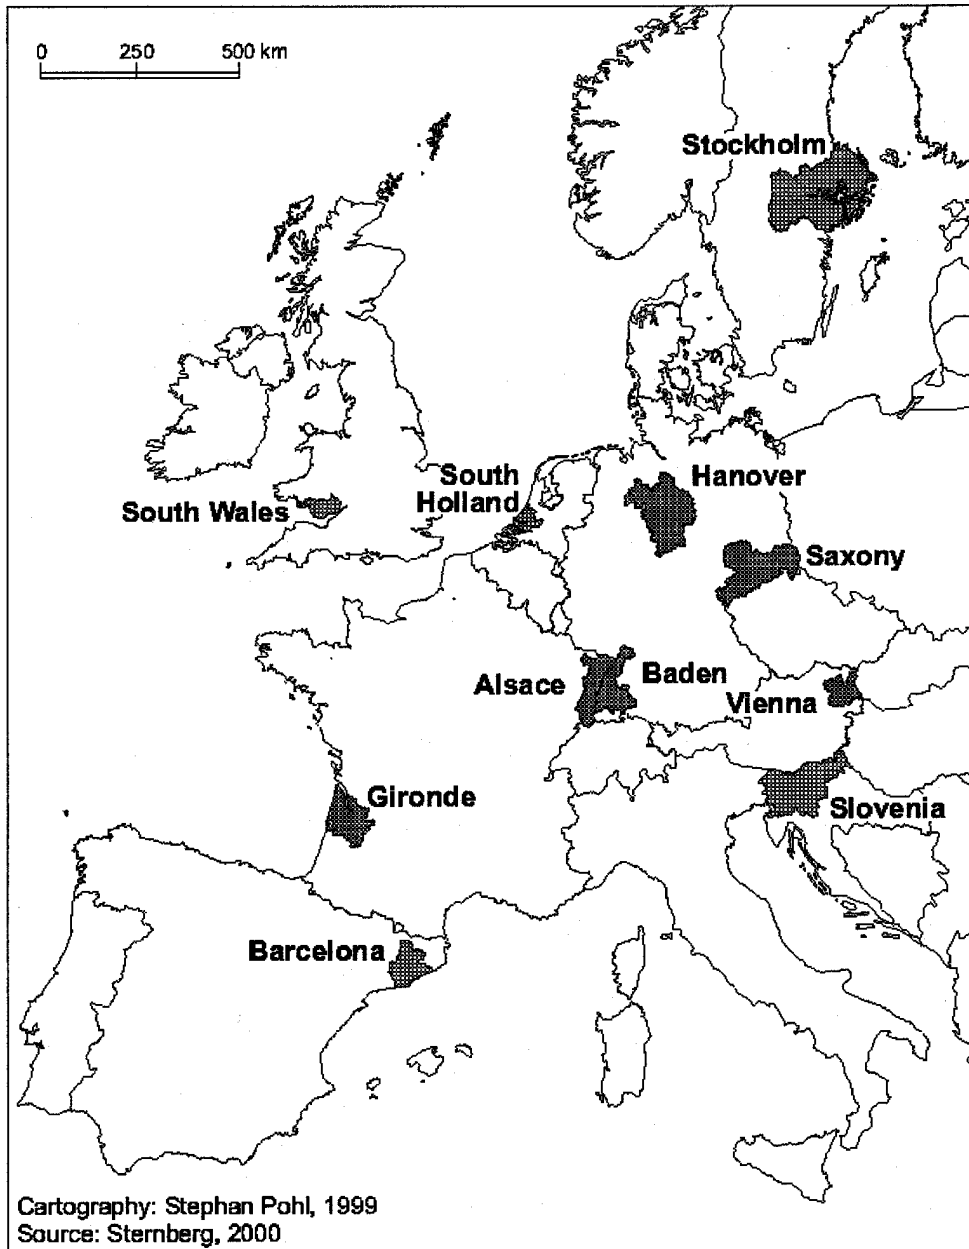 0 250 500 km
Stockholm
South
Holland
Hanover
South Wales
Saxony
Alsace
Baden
Vienna
Gironde
Slovenia
Barcelona
Cartography: Stephan Pohl, 1999
Source: Sternberg, 2000